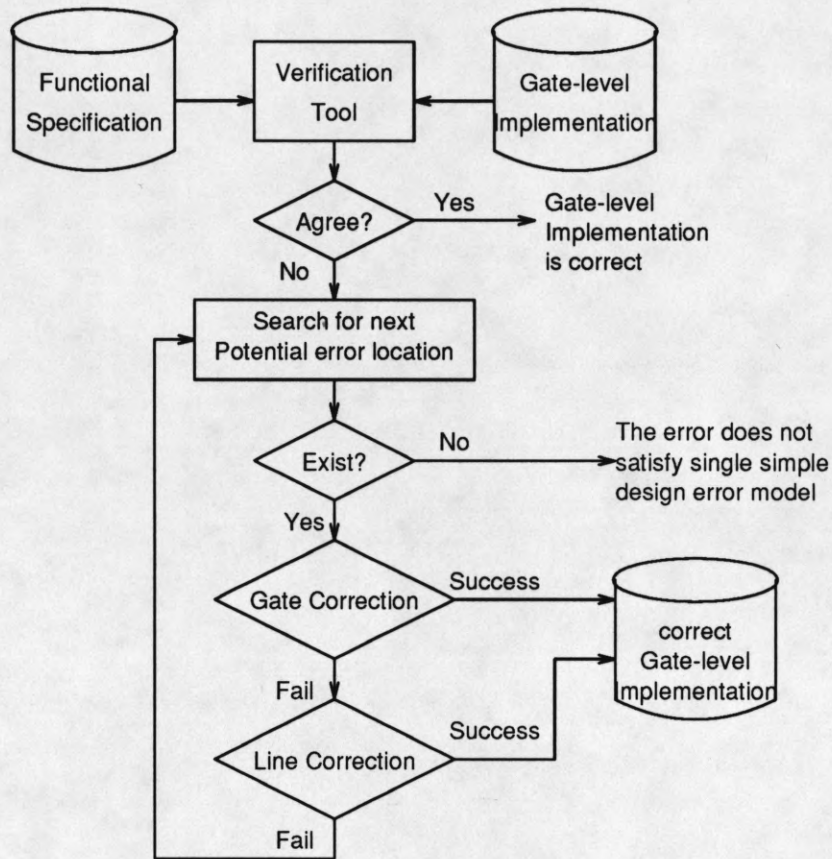 Functional
Specification
Verification
Tool
Gate-level
Implementation
Agree?
Yes
Gate-level
Implementation
is correct
No
Search for next
Potential error location
Exist?
No
The error does not
satisfy single simple
design error model
Yes
Gate Correction
Success
correct
Gate-level
Implementation
Fail
Line Correction
Success
Fail